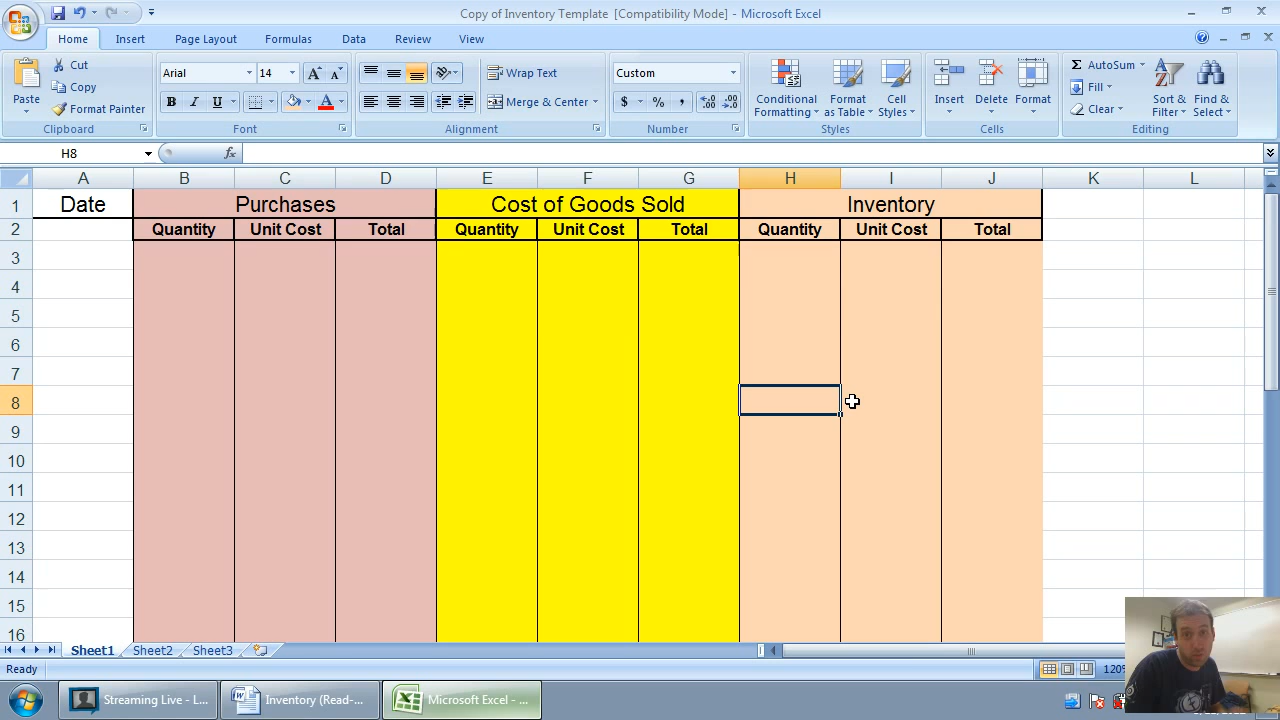 Copy of Inventory Template [Compatibility Mode] - Microsoft Excel
Home Insert Page Layout Formulas Data Review View
Paste
Cut
Copy
Format Painter
Clipboard
Arial 14
B I U
Font
Wrap Text
Merge & Center
Alignment
Custom
$ % ,
Number
Conditional Formatting
Format as Table
Cell Styles
Styles
Insert Delete Format
Cells
AutoSum
Fill
Clear
Sort & Filter
Find & Select
Editing
H8 fx
A B C D E F G H I J K L
1 Date Purchases Cost of Goods Sold Inventory
2 Quantity Unit Cost Total Quantity Unit Cost Total Quantity Unit Cost Total
3
4
5
6
7
8
9
10
11
12
13
14
15
16
Sheet1 Sheet2 Sheet3
Ready 120%
Streaming Live - L... Inventory (Read-... Microsoft Excel - ...